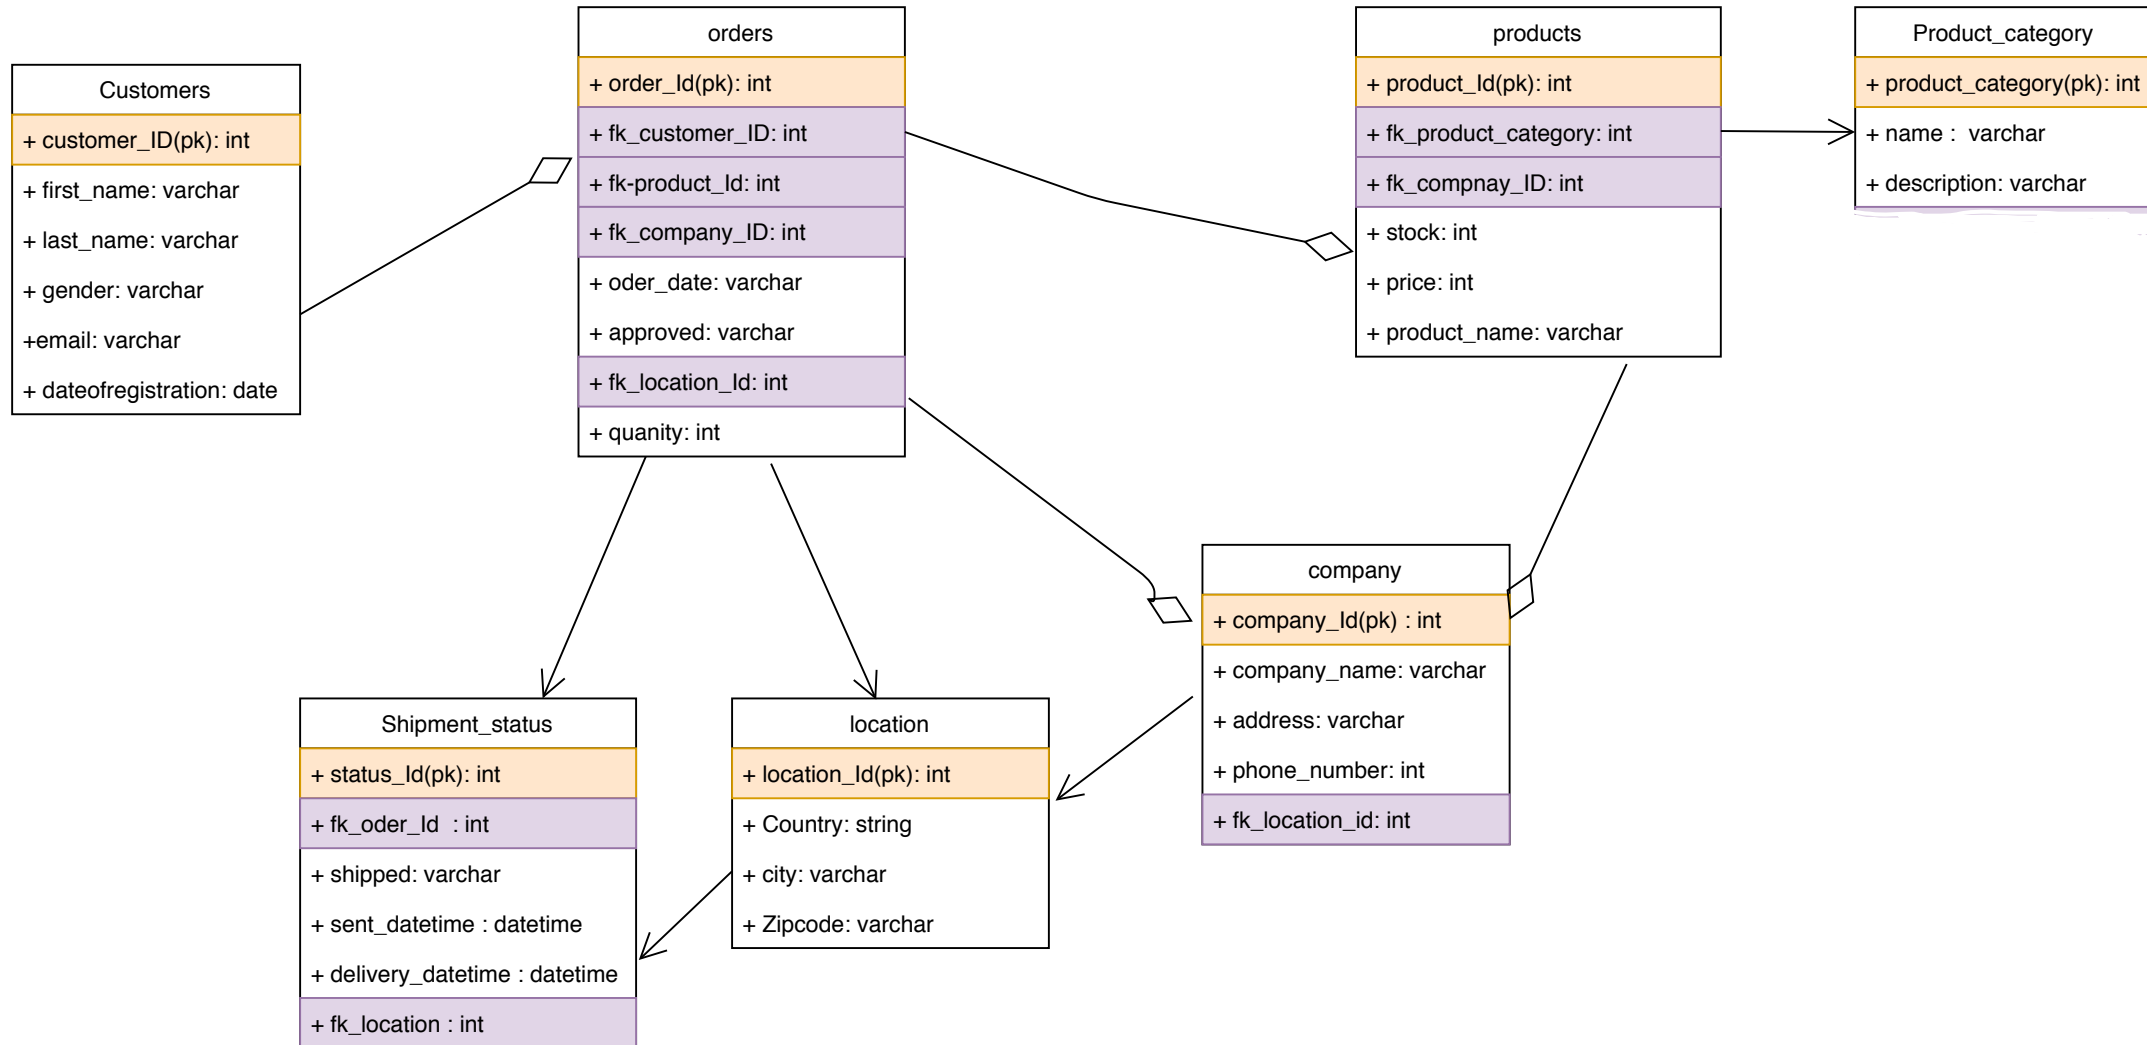 Customers
+ customer_ID(pk): int
+ first_name: varchar
+ last_name: varchar
+ gender: varchar
+email: varchar
+ dateofregistration: date
orders
+ order_Id(pk): int
+ fk_customer_ID: int
+ fk-product_Id: int
+ fk_company_ID: int
+ oder_date: varchar
+ approved: varchar
+ fk_location_Id: int
+ quanity: int
products
+ product_Id(pk): int
+ fk_product_category: int
+ fk_compnay_ID: int
+ stock: int
+ price: int
+ product_name: varchar
Product_category
+ product_category(pk): int
+ name :  varchar
+ description: varchar
company
+ company_Id(pk) : int
+ company_name: varchar
+ address: varchar
+ phone_number: int
+ fk_location_id: int
Shipment_status
+ status_Id(pk): int
+ fk_oder_Id  : int
+ shipped: varchar
+ sent_datetime : datetime
+ delivery_datetime : datetime
+ fk_location : int
location
+ location_Id(pk): int
+ Country: string
+ city: varchar
+ Zipcode: varchar